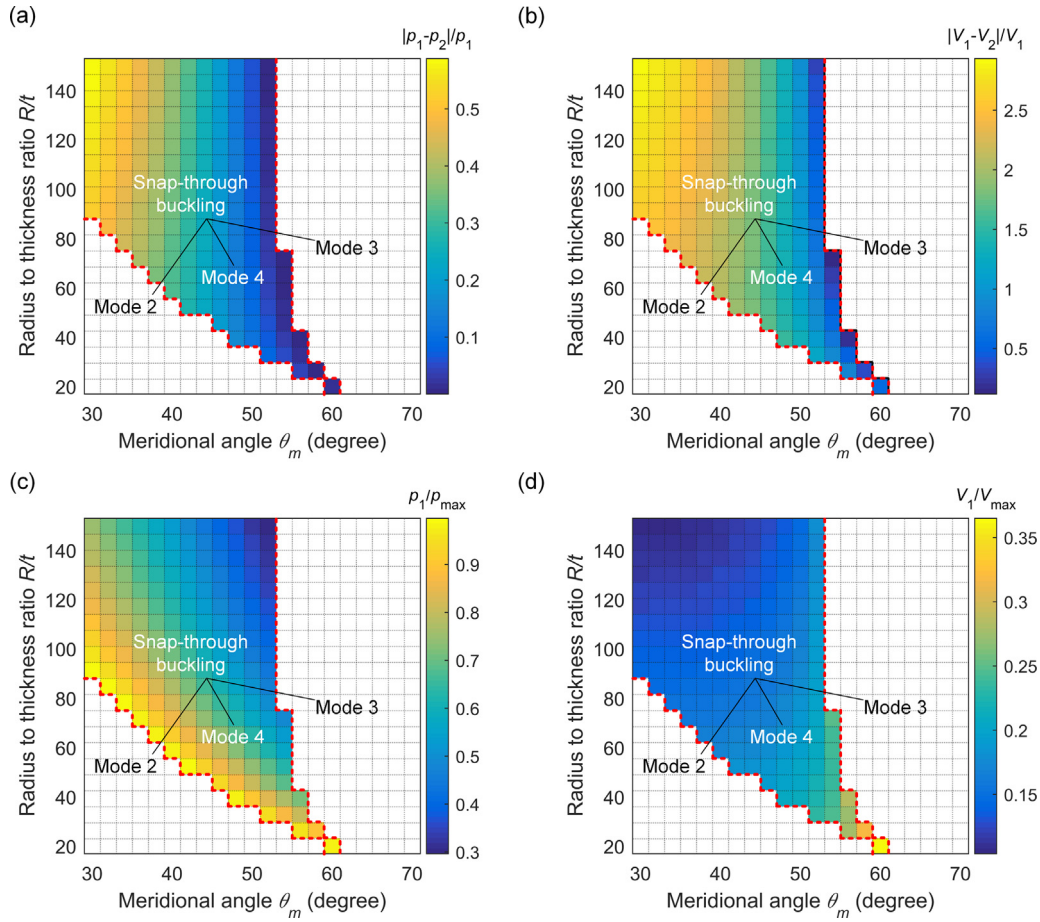 (a)
|p1-p2|/p1
Radius to thickness ratio R/t
140
120
100
80
60
40
20
Snap-through
buckling
Mode 3
Mode 4
Mode 2
0.5
0.4
0.3
0.2
0.1
30 40 50 60 70
Meridional angle θm (degree)
(b)
|V1-V2|/V1
Radius to thickness ratio R/t
140
120
100
80
60
40
20
Snap-through
buckling
Mode 3
Mode 4
Mode 2
2.5
2
1.5
1
0.5
30 40 50 60 70
Meridional angle θm (degree)
(c)
p1/pmax
Radius to thickness ratio R/t
140
120
100
80
60
40
20
Snap-through
buckling
Mode 3
Mode 4
Mode 2
0.9
0.8
0.7
0.6
0.5
0.4
0.3
30 40 50 60 70
Meridional angle θm (degree)
(d)
V1/Vmax
Radius to thickness ratio R/t
140
120
100
80
60
40
20
Snap-through
buckling
Mode 3
Mode 4
Mode 2
0.35
0.3
0.25
0.2
0.15
30 40 50 60 70
Meridional angle θm (degree)